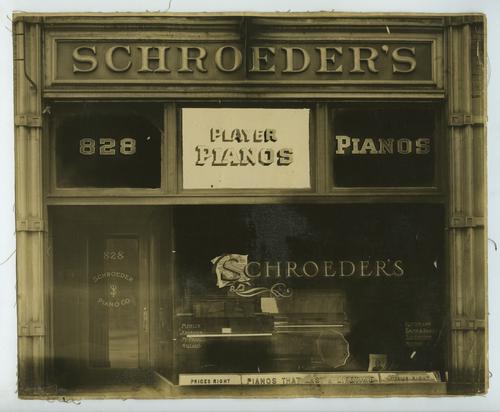 SCHROEDER'S
828
PLAYER
PIANOS
PIANOS
828
SCHROEDER
PIANO CO.
SCHROEDER'S
PRICES RIGHT
PIANOS THAT